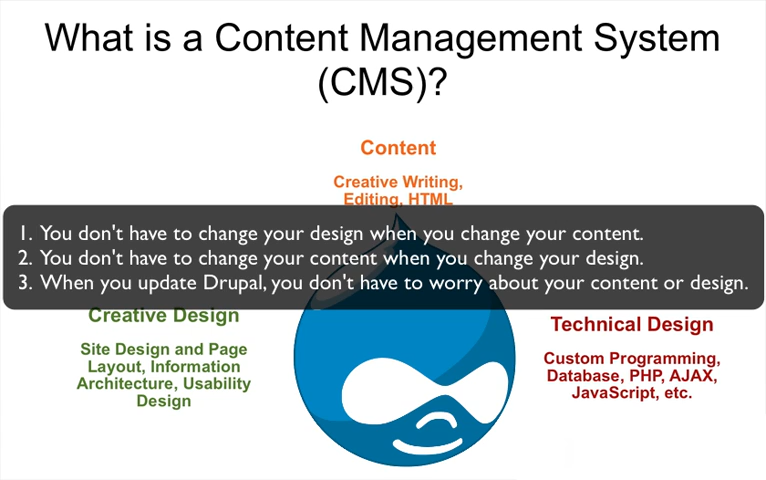 What is a Content Management System
(CMS)?
Content
Creative Writing,
Editing, HTML
1. You don't have to change your design when you change your content.
2. You don't have to change your content when you change your design.
3. When you update Drupal, you don't have to worry about your content or design.
Creative Design
Site Design and Page
Layout, Information
Architecture, Usability
Design
Technical Design
Custom Programming,
Database, PHP, AJAX,
JavaScript, etc.